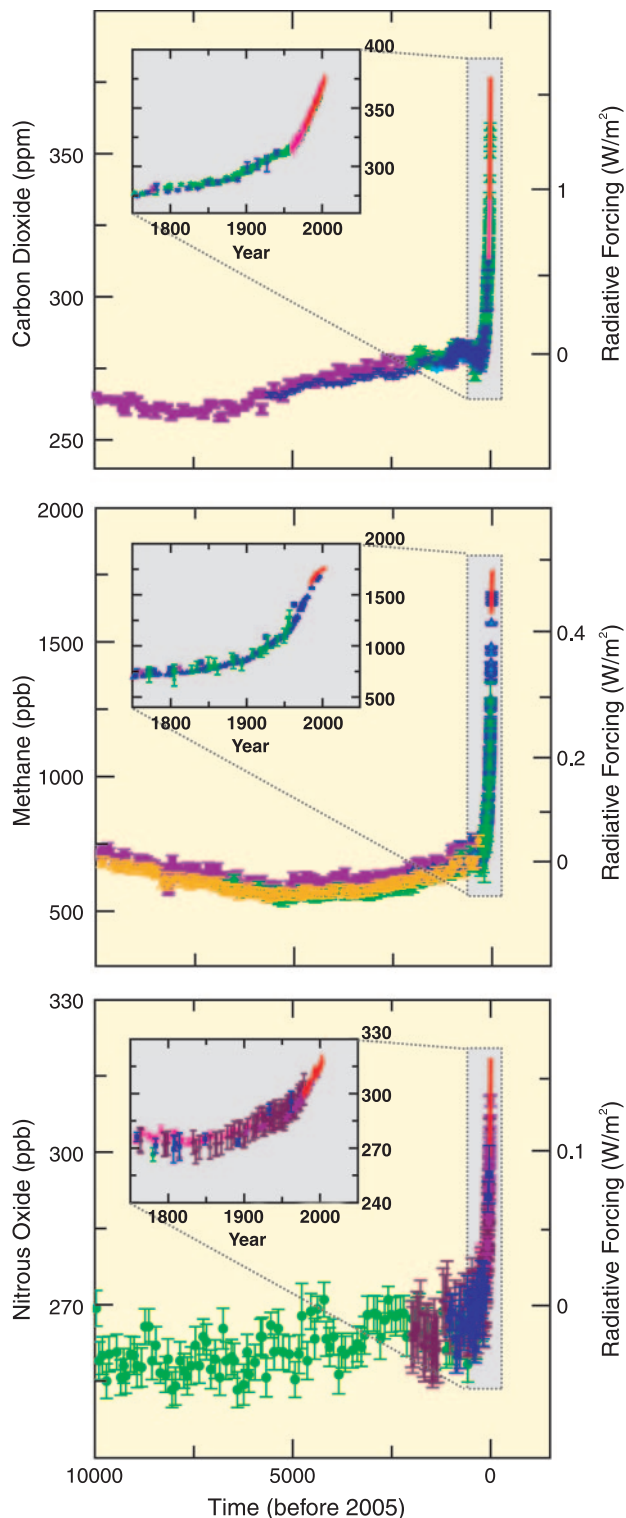 Carbon Dioxide (ppm)
350
300
250
400
350
300
1800 1900 2000
Year
1
0
Radiative Forcing (W/m²)
Methane (ppb)
2000
1500
1000
500
2000
1500
1000
500
1800 1900 2000
Year
0.4
0.2
0
Radiative Forcing (W/m²)
Nitrous Oxide (ppb)
330
300
270
330
300
270
240
1800 1900 2000
Year
0.1
0
Radiative Forcing (W/m²)
10000 5000 0
Time (before 2005)